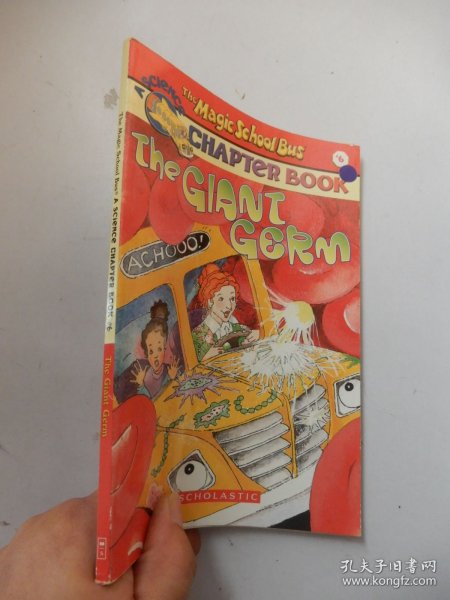 The Magic School Bus
A SCIENCE
CHAPTER BOOK
#6
The GIANT
GERM
ACHOOO!
SCHOLASTIC
The Magic School Bus® A SCIENCE CHAPTER BOOK #6
The Giant Germ
孔夫子旧书网
www.kongfz.com